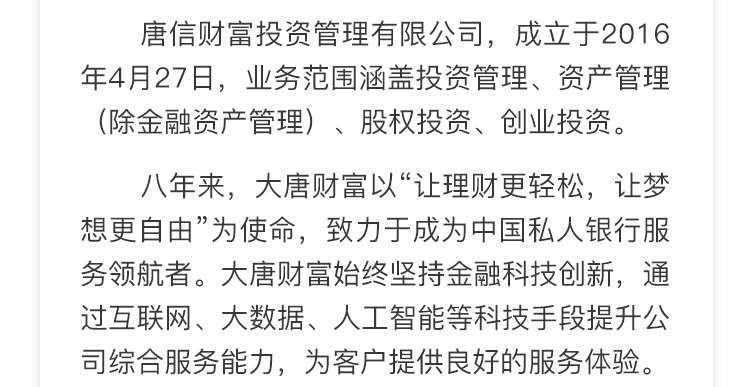 唐信财富投资管理有限公司，成立于2016
年4月27日，业务范围涵盖投资管理、资产管理
（除金融资产管理）、股权投资、创业投资。
八年来，大唐财富以“让理财更轻松，让梦
想更自由”为使命，致力于成为中国私人银行服
务领航者。大唐财富始终坚持金融科技创新，通
过互联网、大数据、人工智能等科技手段提升公
司综合服务能力，为客户提供良好的服务体验。